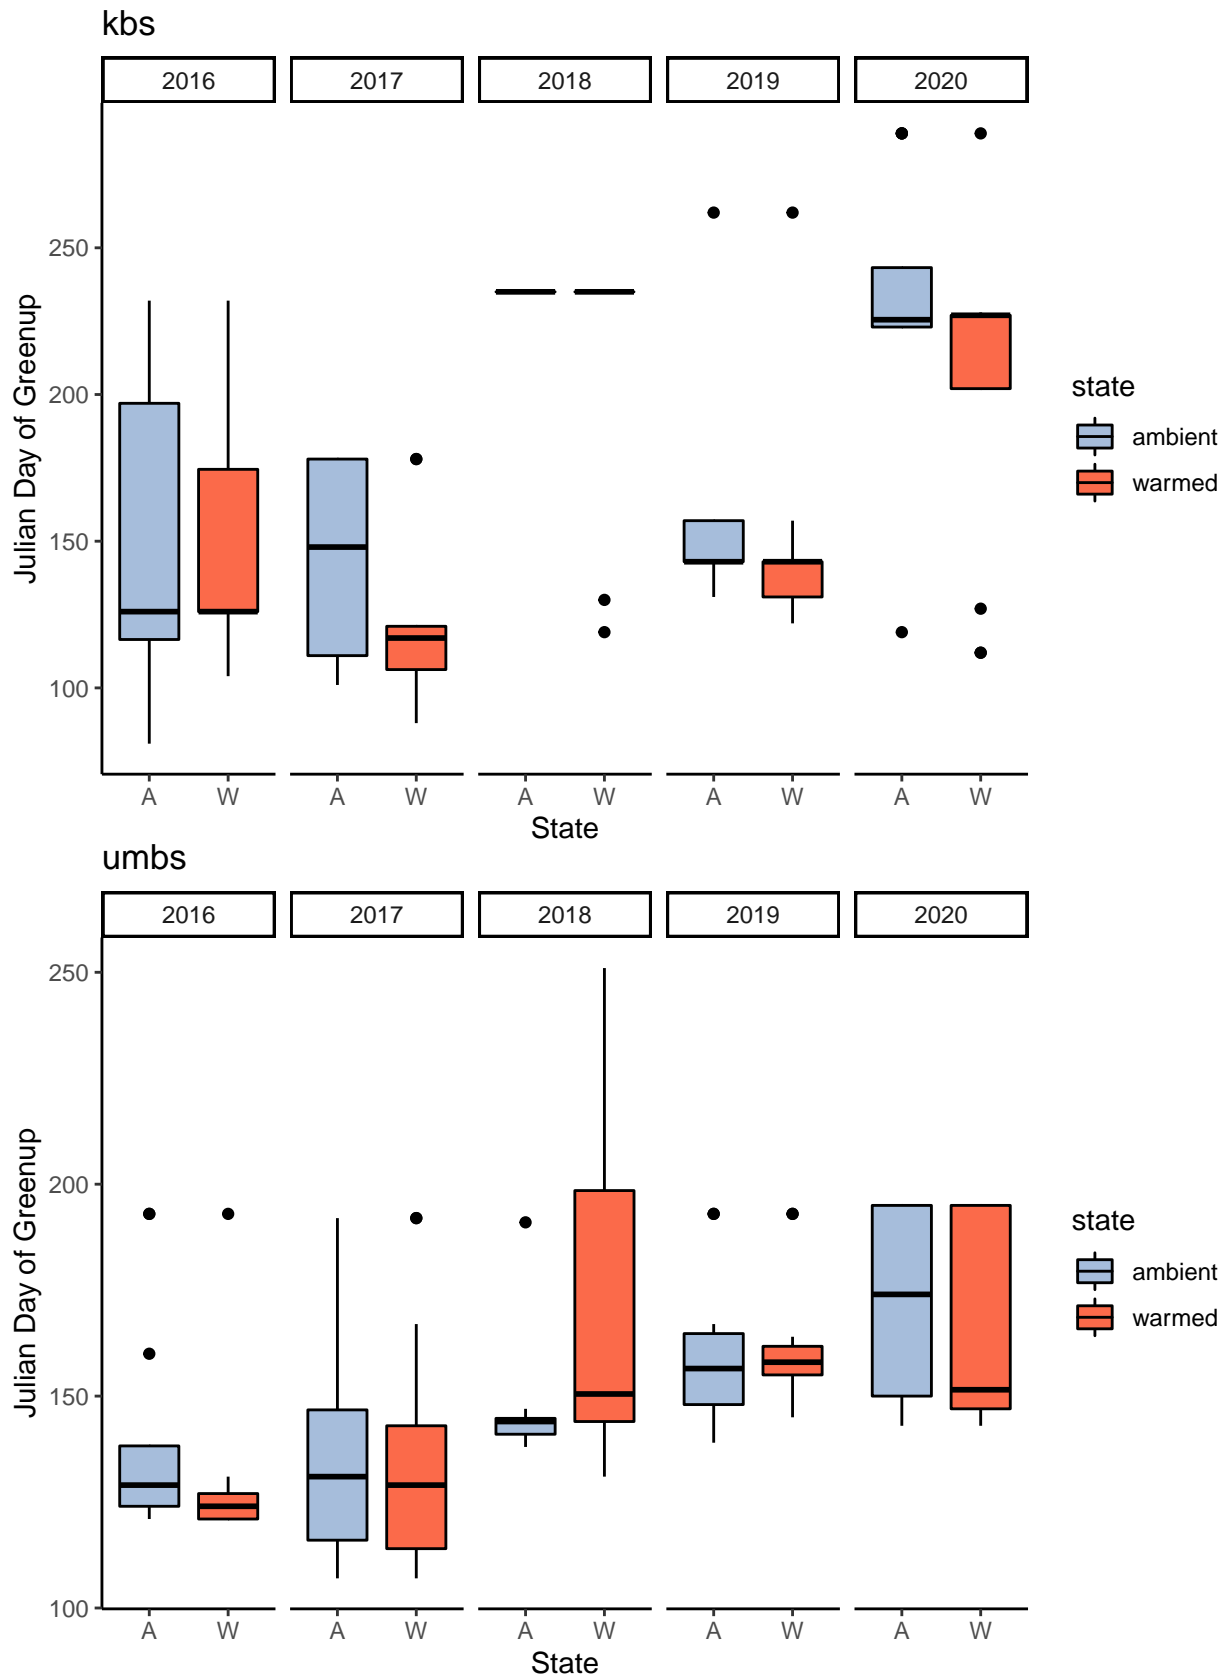 kbs
2016 2017 2018 2019 2020
Julian Day of Greenup
250
200
150
100
A W A W A W A W A W
State
state
ambient
warmed
umbs
2016 2017 2018 2019 2020
Julian Day of Greenup
250
200
150
100
A W A W A W A W A W
State
state
ambient
warmed